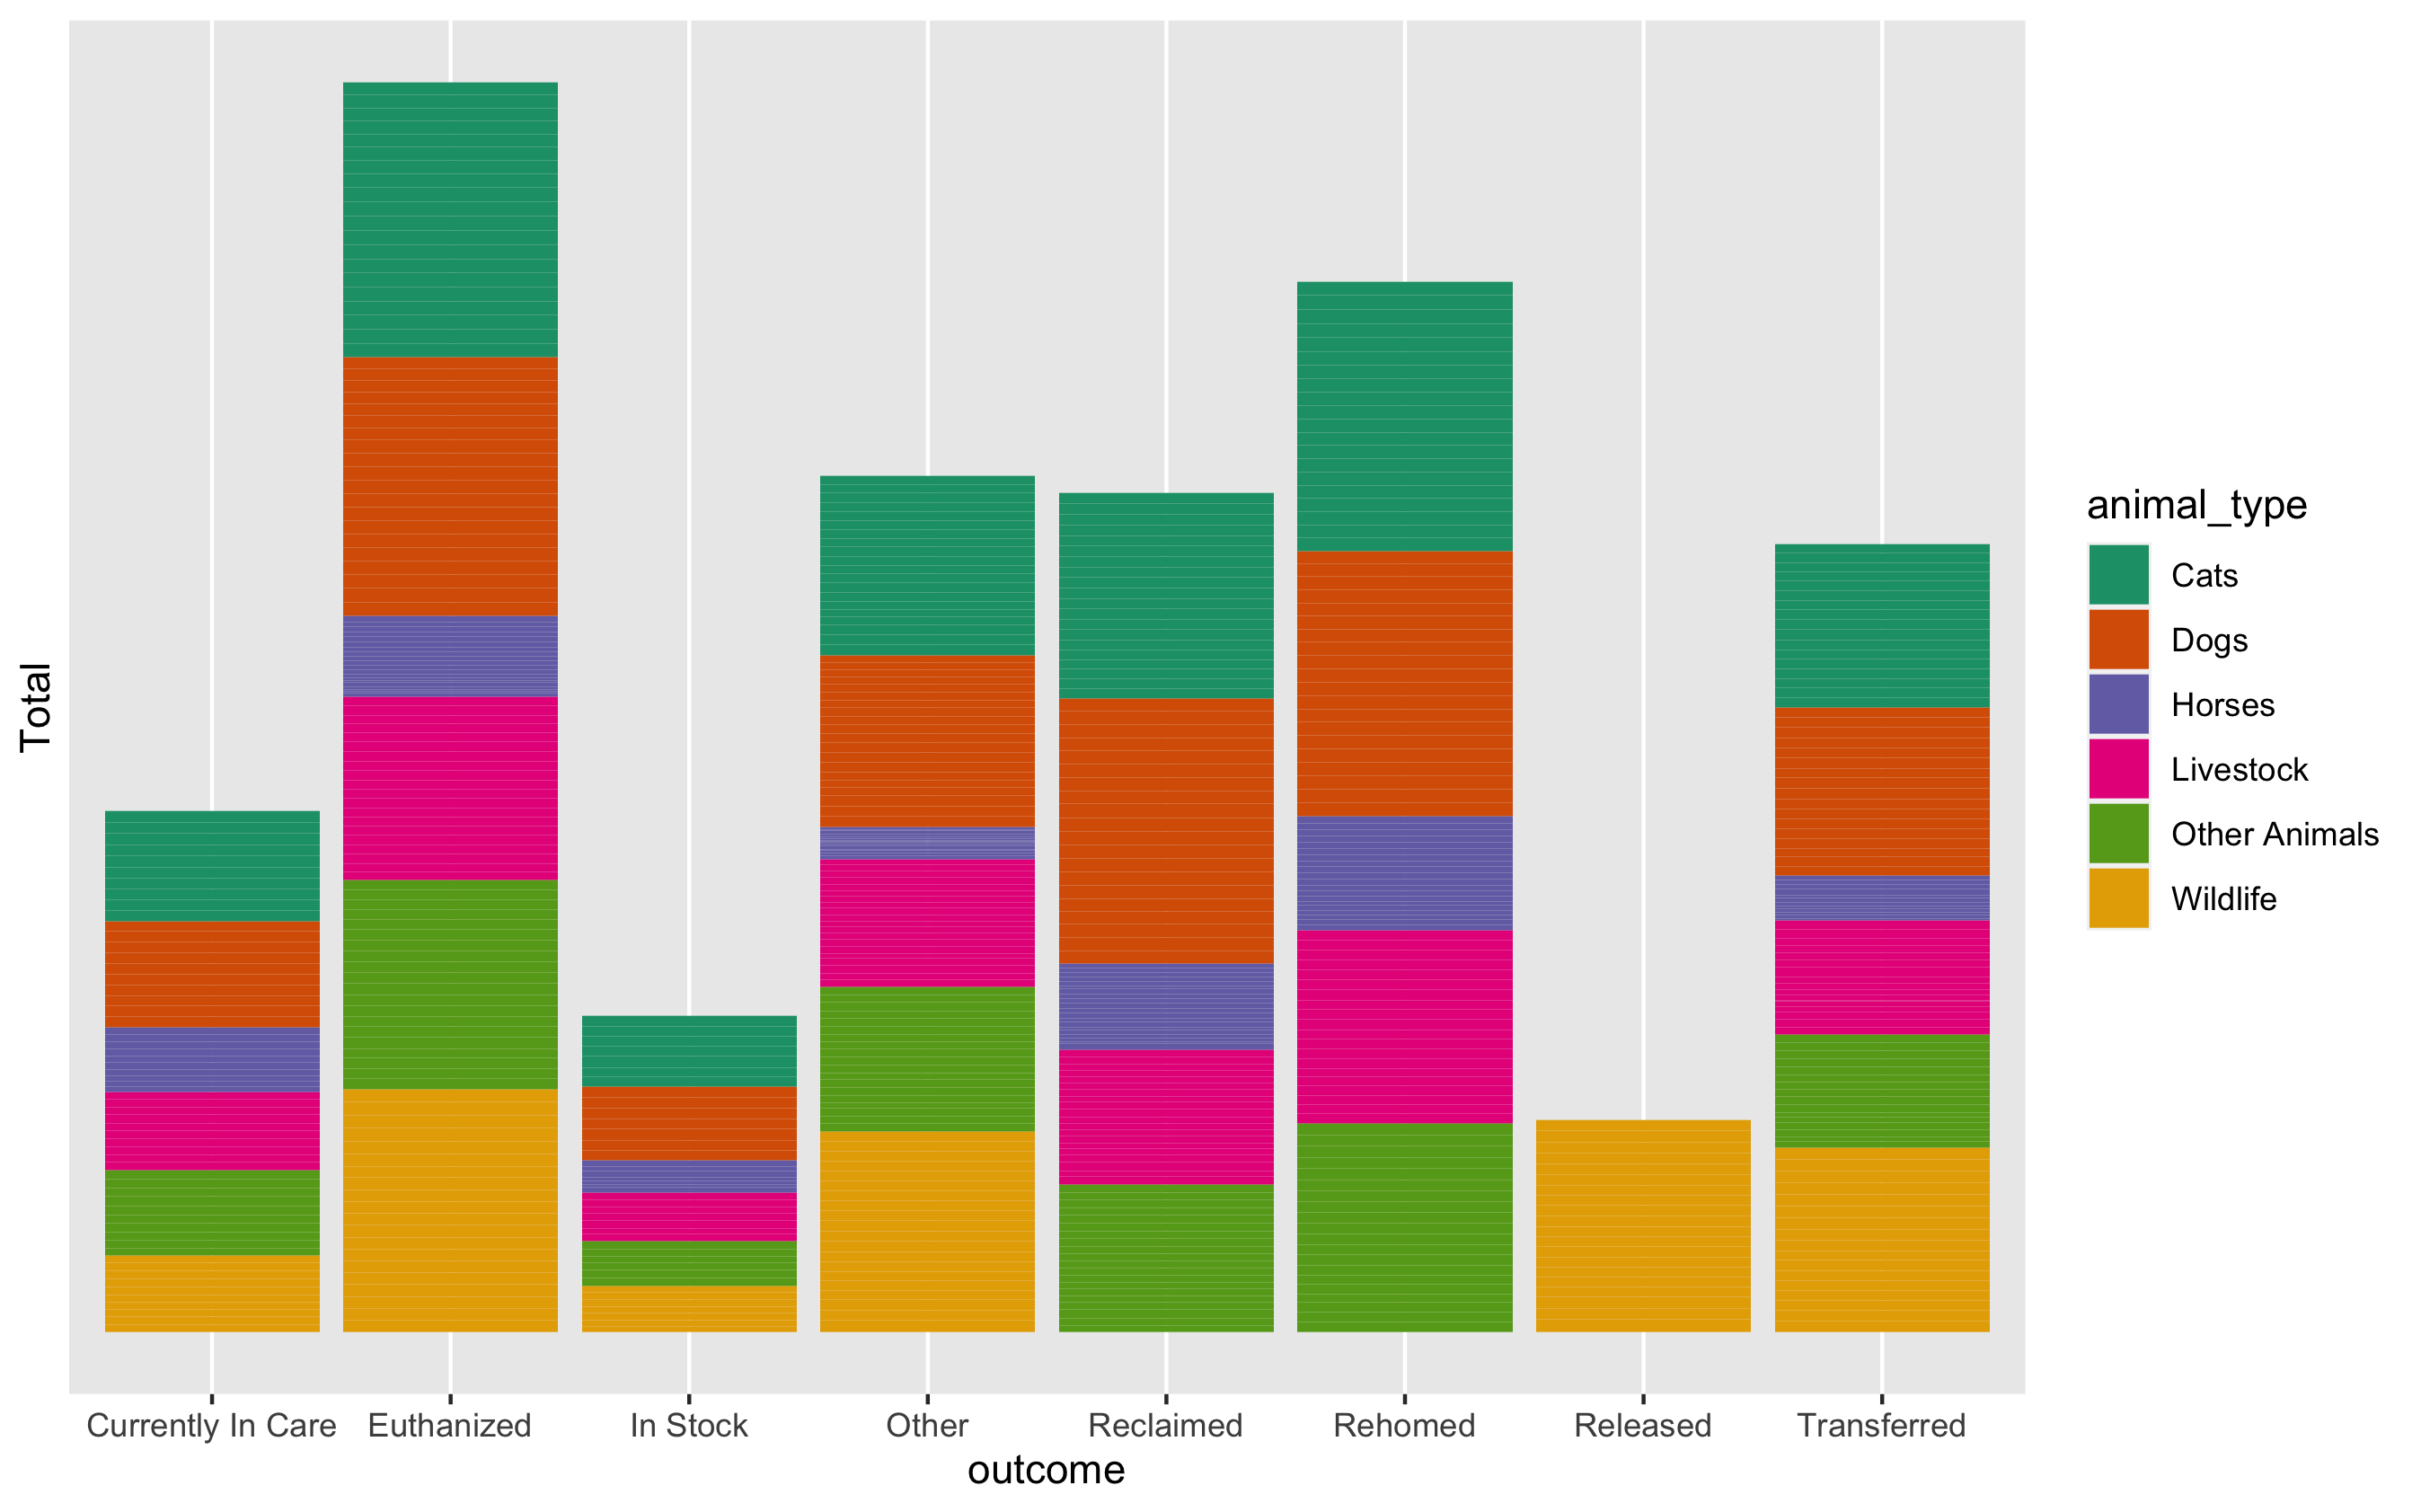 Total
Currently In Care
Euthanized
In Stock
Other
Reclaimed
Rehomed
Released
Transferred
outcome
animal_type
Cats
Dogs
Horses
Livestock
Other Animals
Wildlife